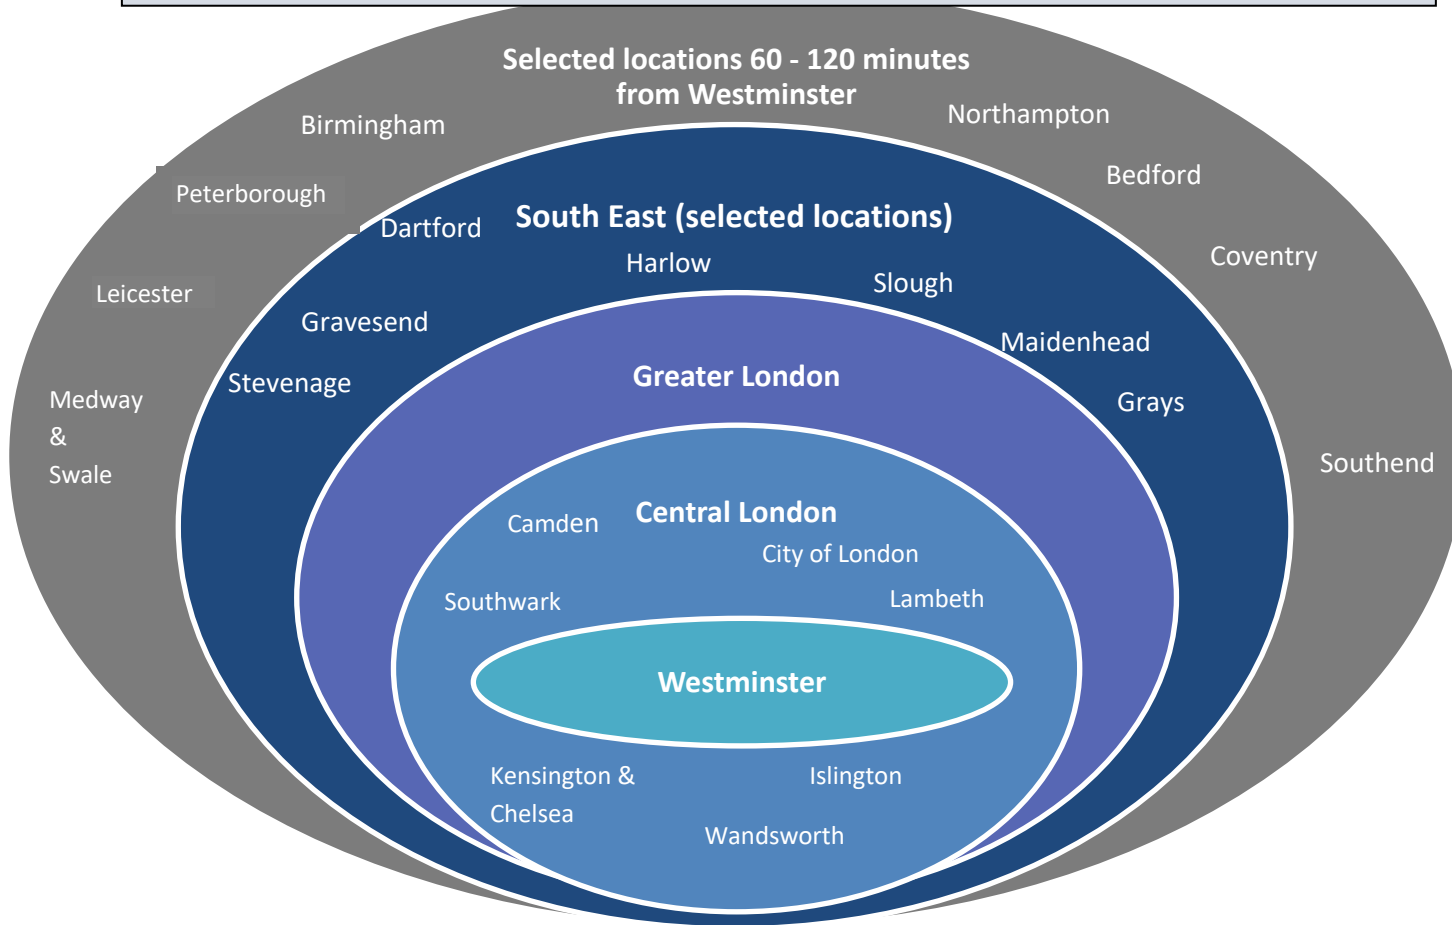 Selected locations 60 - 120 minutes
from Westminster
Birmingham
Northampton
Peterborough
Bedford
Dartford
South East (selected locations)
Harlow
Coventry
Leicester
Slough
Gravesend
Maidenhead
Stevenage
Greater London
Grays
Medway
&
Swale
Southend
Camden
Central London
City of London
Southwark
Lambeth
Westminster
Kensington &
Chelsea
Islington
Wandsworth